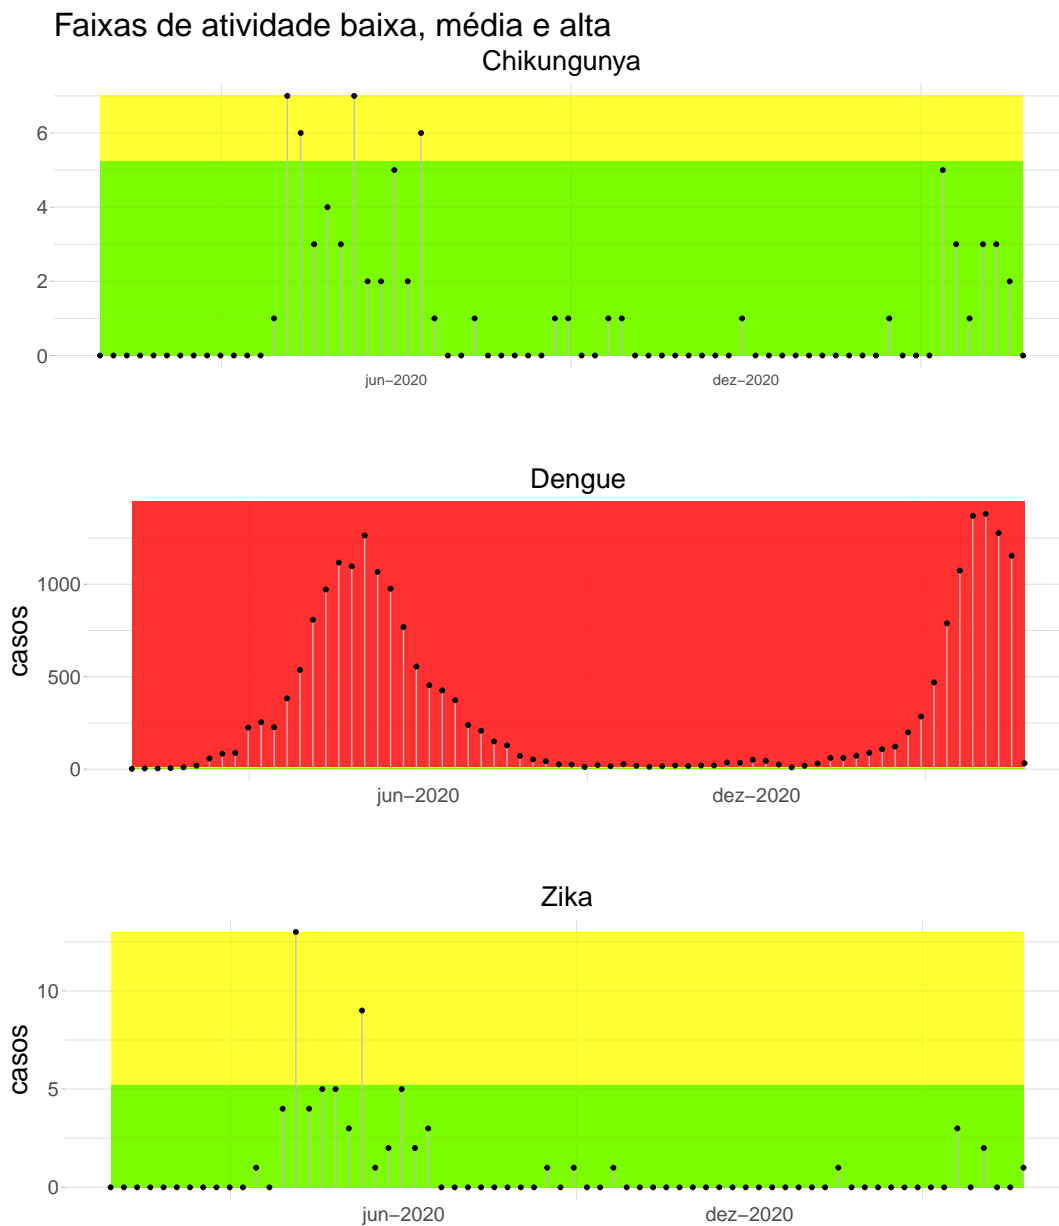 Faixas de atividade baixa, média e alta
Chikungunya
6
4
2
0
jun−2020
dez−2020
Dengue
casos
1000
500
0
jun−2020
dez−2020
Zika
casos
10
5
0
jun−2020
dez−2020